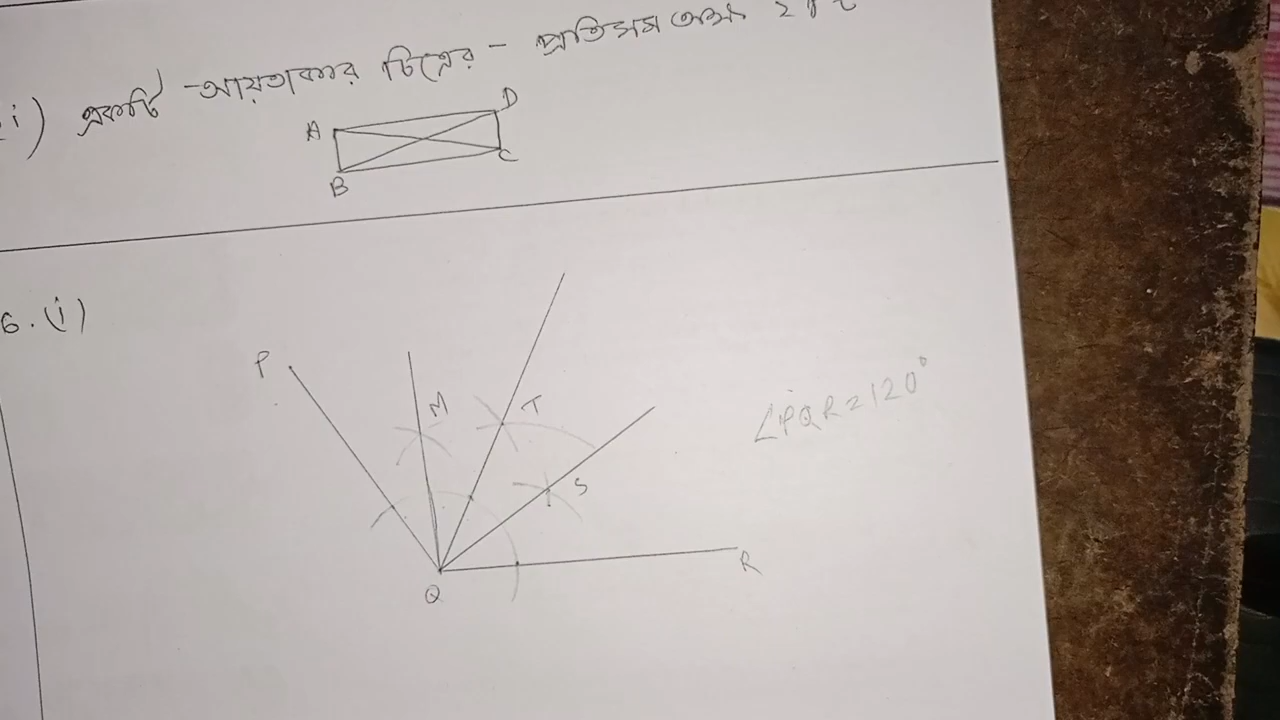 i) একটি আয়তাকার চিত্রের - প্রতিসম অক্ষ
A D
B C
6. (i)
P M T
∠PQR = 120°
S
Q R